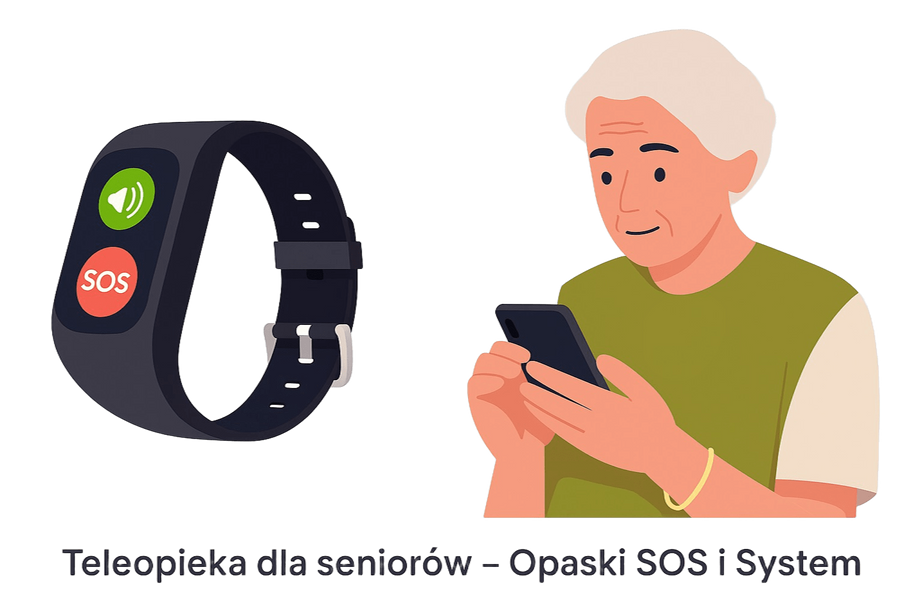 SOS
Teleopieka dla seniorów – Opaski SOS i System